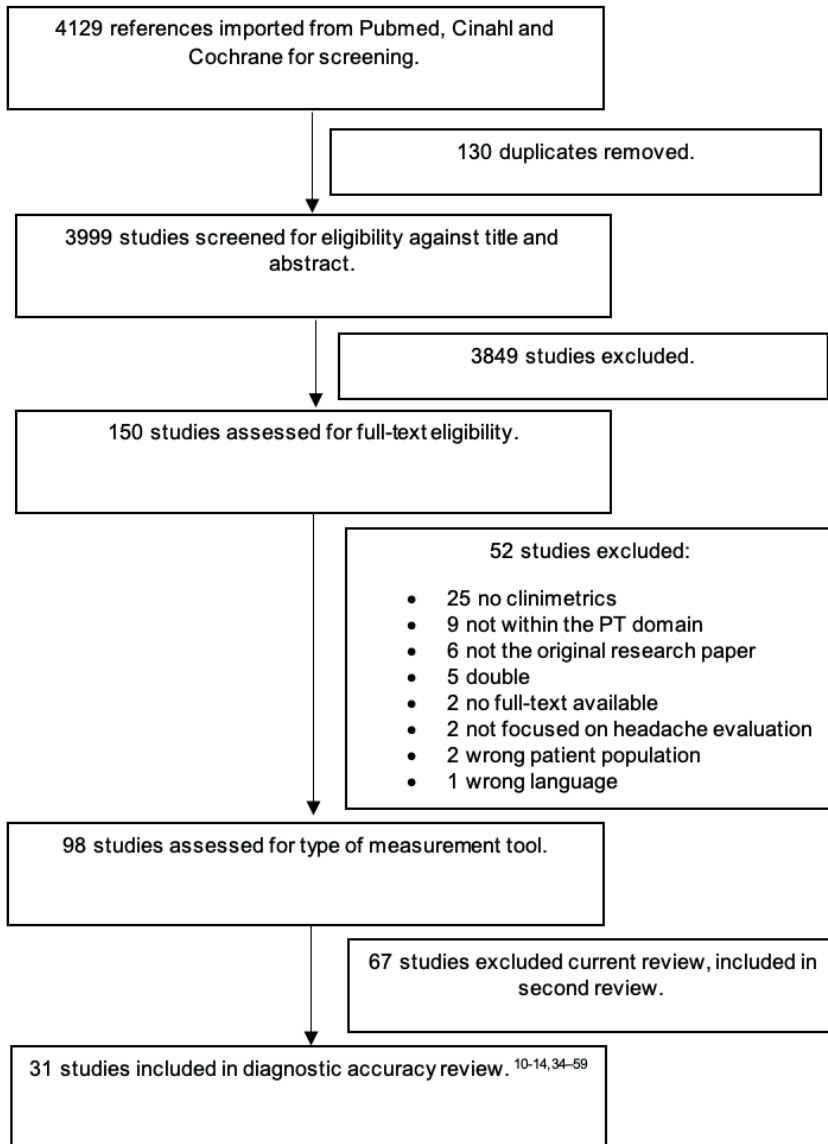 4129 references imported from Pubmed, Cinahl and
Cochrane for screening.
130 duplicates removed.
3999 studies screened for eligibility against title and
abstract.
3849 studies excluded.
150 studies assessed for full-text eligibility.
52 studies excluded:
• 25 no clinimetrics
• 9 not within the PT domain
• 6 not the original research paper
• 5 double
• 2 no full-text available
• 2 not focused on headache evaluation
• 2 wrong patient population
• 1 wrong language
98 studies assessed for type of measurement tool.
67 studies excluded current review, included in
second review.
31 studies included in diagnostic accuracy review. 10-14,34–59